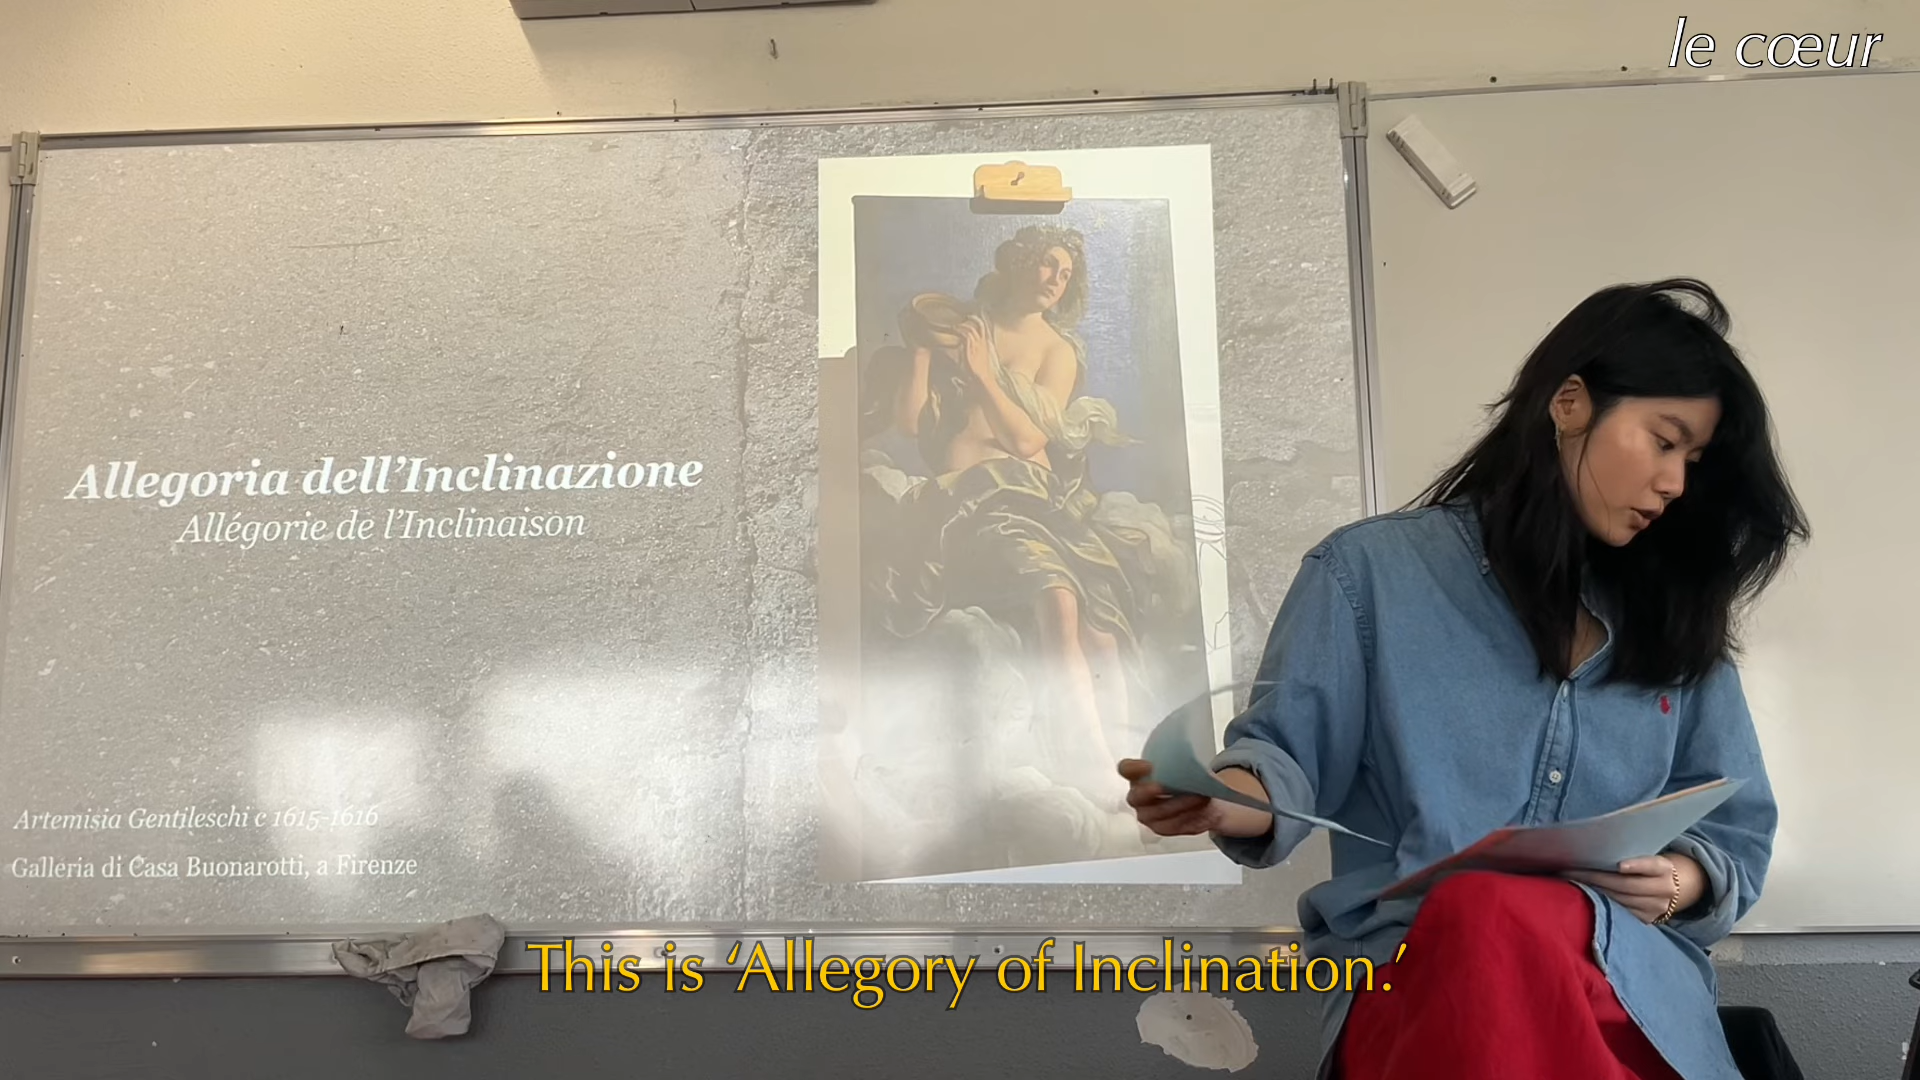 le cœur
Allegoria dell’Inclinazione
Allégorie de l’Inclinaison
Artemisia Gentileschi c 1615-1616
Galleria di Casa Buonarotti, a Firenze
This is ‘Allegory of Inclination.’